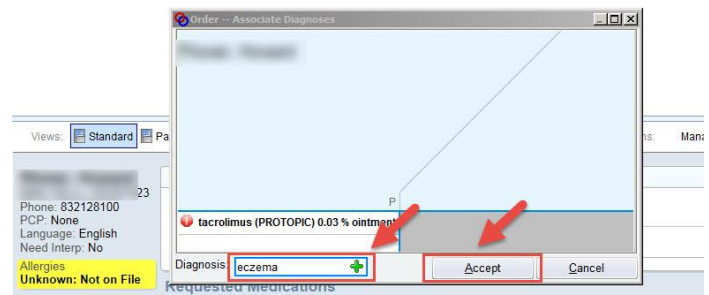 Order -- Associate Diagnoses
P
tacrolimus (PROTOPIC) 0.03 % ointment
Diagnosis:
eczema
Accept
Cancel
Views:
Standard
Pa
ns:
Mana
23
Phone: 832128100
PCP: None
Language: English
Need Interp: No
Allergies
Unknown: Not on File
Requested Medications